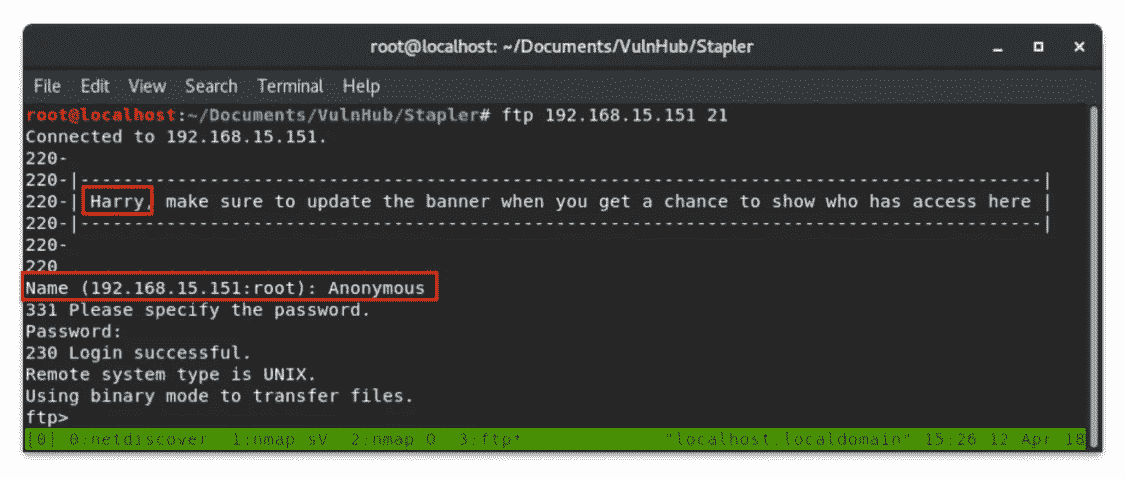 root@localhost: ~/Documents/VulnHub/Stapler
File Edit View Search Terminal Help
root@localhost:~/Documents/VulnHub/Stapler# ftp 192.168.15.151 21
Connected to 192.168.15.151.
220-
220-|-----------------------------------------------------------------------------------------|
220-| Harry, make sure to update the banner when you get a chance to show who has access here |
220-|-----------------------------------------------------------------------------------------|
220-
220
Name (192.168.15.151:root): Anonymous
331 Please specify the password.
Password:
230 Login successful.
Remote system type is UNIX.
Using binary mode to transfer files.
ftp>
[0] 0:netdiscover 1:nmap sV 2:nmap O 3:ftp* "localhost.localdomain" 15:26 12 Apr 18